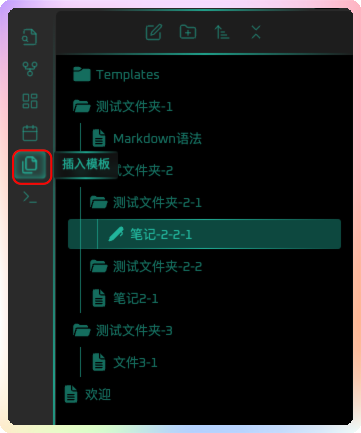 Templates
测试文件夹-1
Markdown语法
插入模板
试文件夹-2
测试文件夹-2-1
笔记-2-2-1
测试文件夹-2-2
笔记2-1
测试文件夹-3
文件3-1
欢迎